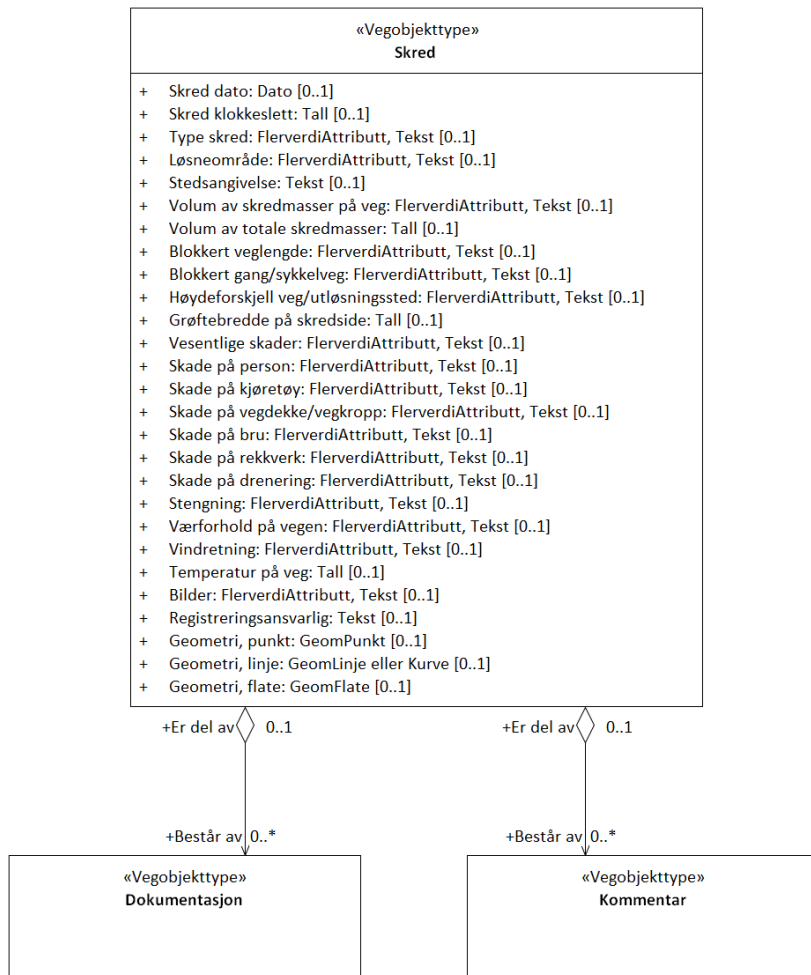 «Vegobjekttype»
Skred
+ Skred dato: Dato [0..1]
+ Skred klokkeslett: Tall [0..1]
+ Type skred: FlerverdiAttributt, Tekst [0..1]
+ Løsneområde: FlerverdiAttributt, Tekst [0..1]
+ Stedsangivelse: Tekst [0..1]
+ Volum av skredmasser på veg: FlerverdiAttributt, Tekst [0..1]
+ Volum av totale skredmasser: Tall [0..1]
+ Blokkert veglengde: FlerverdiAttributt, Tekst [0..1]
+ Blokkert gang/sykkelveg: FlerverdiAttributt, Tekst [0..1]
+ Høydeforskjell veg/utløsningssted: FlerverdiAttributt, Tekst [0..1]
+ Grøftebredde på skredside: Tall [0..1]
+ Vesentlige skader: FlerverdiAttributt, Tekst [0..1]
+ Skade på person: FlerverdiAttributt, Tekst [0..1]
+ Skade på kjøretøy: FlerverdiAttributt, Tekst [0..1]
+ Skade på vegdekke/vegkropp: FlerverdiAttributt, Tekst [0..1]
+ Skade på bru: FlerverdiAttributt, Tekst [0..1]
+ Skade på rekkverk: FlerverdiAttributt, Tekst [0..1]
+ Skade på drenering: FlerverdiAttributt, Tekst [0..1]
+ Stengning: FlerverdiAttributt, Tekst [0..1]
+ Værforhold på vegen: FlerverdiAttributt, Tekst [0..1]
+ Vindretning: FlerverdiAttributt, Tekst [0..1]
+ Temperatur på veg: Tall [0..1]
+ Bilder: FlerverdiAttributt, Tekst [0..1]
+ Registreringsansvarlig: Tekst [0..1]
+ Geometri, punkt: GeomPunkt [0..1]
+ Geometri, linje: GeomLinje eller Kurve [0..1]
+ Geometri, flate: GeomFlate [0..1]
+Er del av 0..1
+Er del av 0..1
+Består av 0..*
+Består av 0..*
«Vegobjekttype»
Dokumentasjon
«Vegobjekttype»
Kommentar